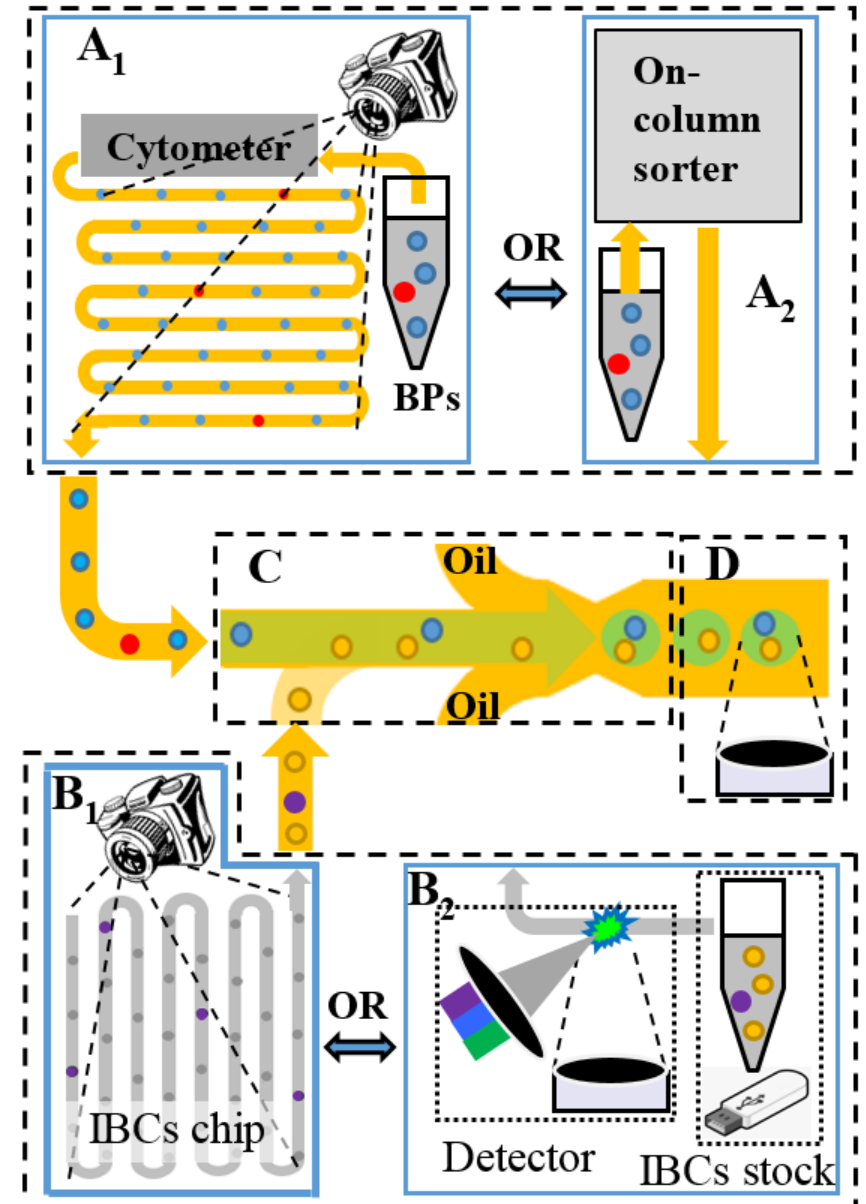 A1
Cytometer
BPs
OR
On-
column
sorter
A2
C
Oil
Oil
D
B1
IBCs chip
OR
B2
Detector
IBCs stock